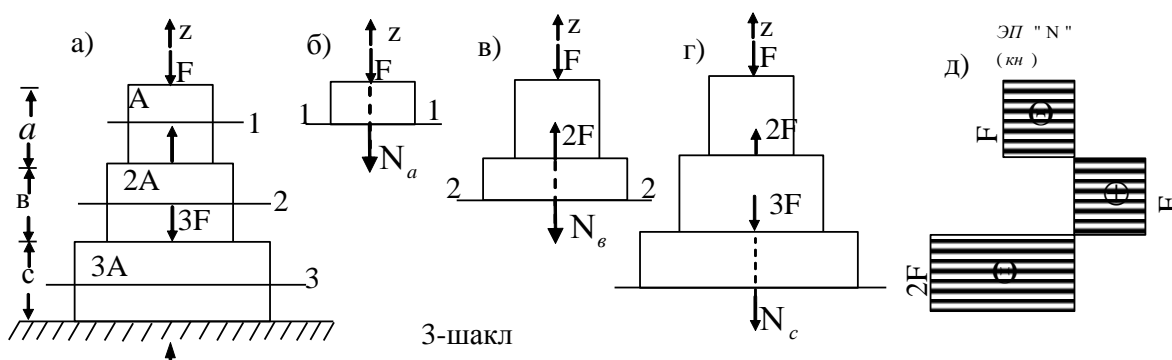 а)
z
F
A
1
a
2A
2
в
3F
3A
3
c
б)
z
F
1 1
N a
в)
z
F
2F
2 2
N в
г)
z
F
2F
3F
N c
д)
ЭП " N "
( кн )
F
F
2F
3-шакл